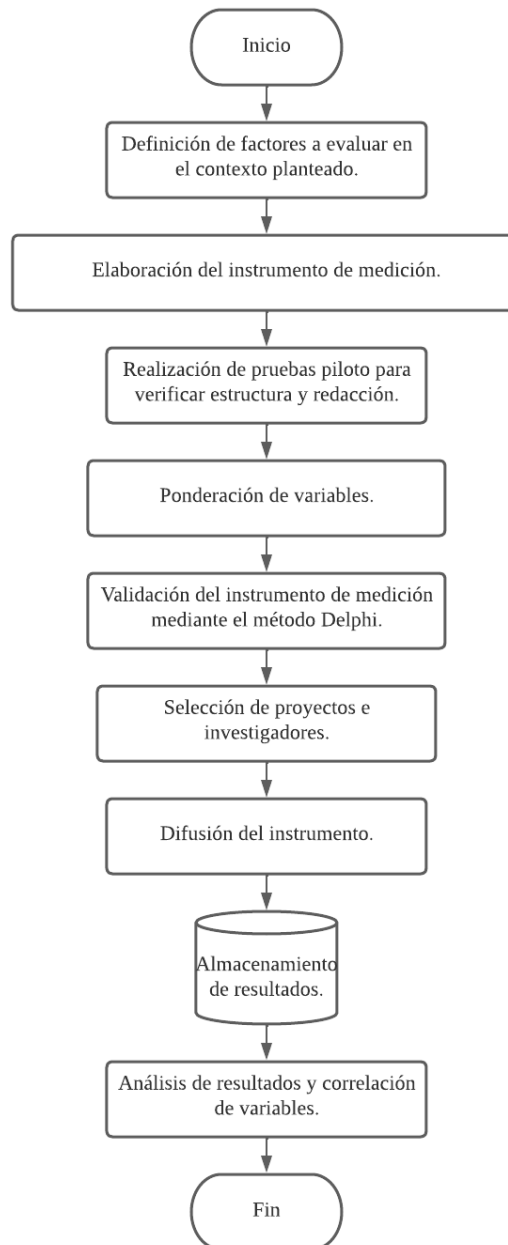 Inicio
Definición de factores a evaluar en
el contexto planteado.
Elaboración del instrumento de medición.
Realización de pruebas piloto para
verificar estructura y redacción.
Ponderación de variables.
Validación del instrumento de medición
mediante el método Delphi.
Selección de proyectos e
investigadores.
Difusión del instrumento.
Almacenamiento
de resultados.
Análisis de resultados y correlación
de variables.
Fin